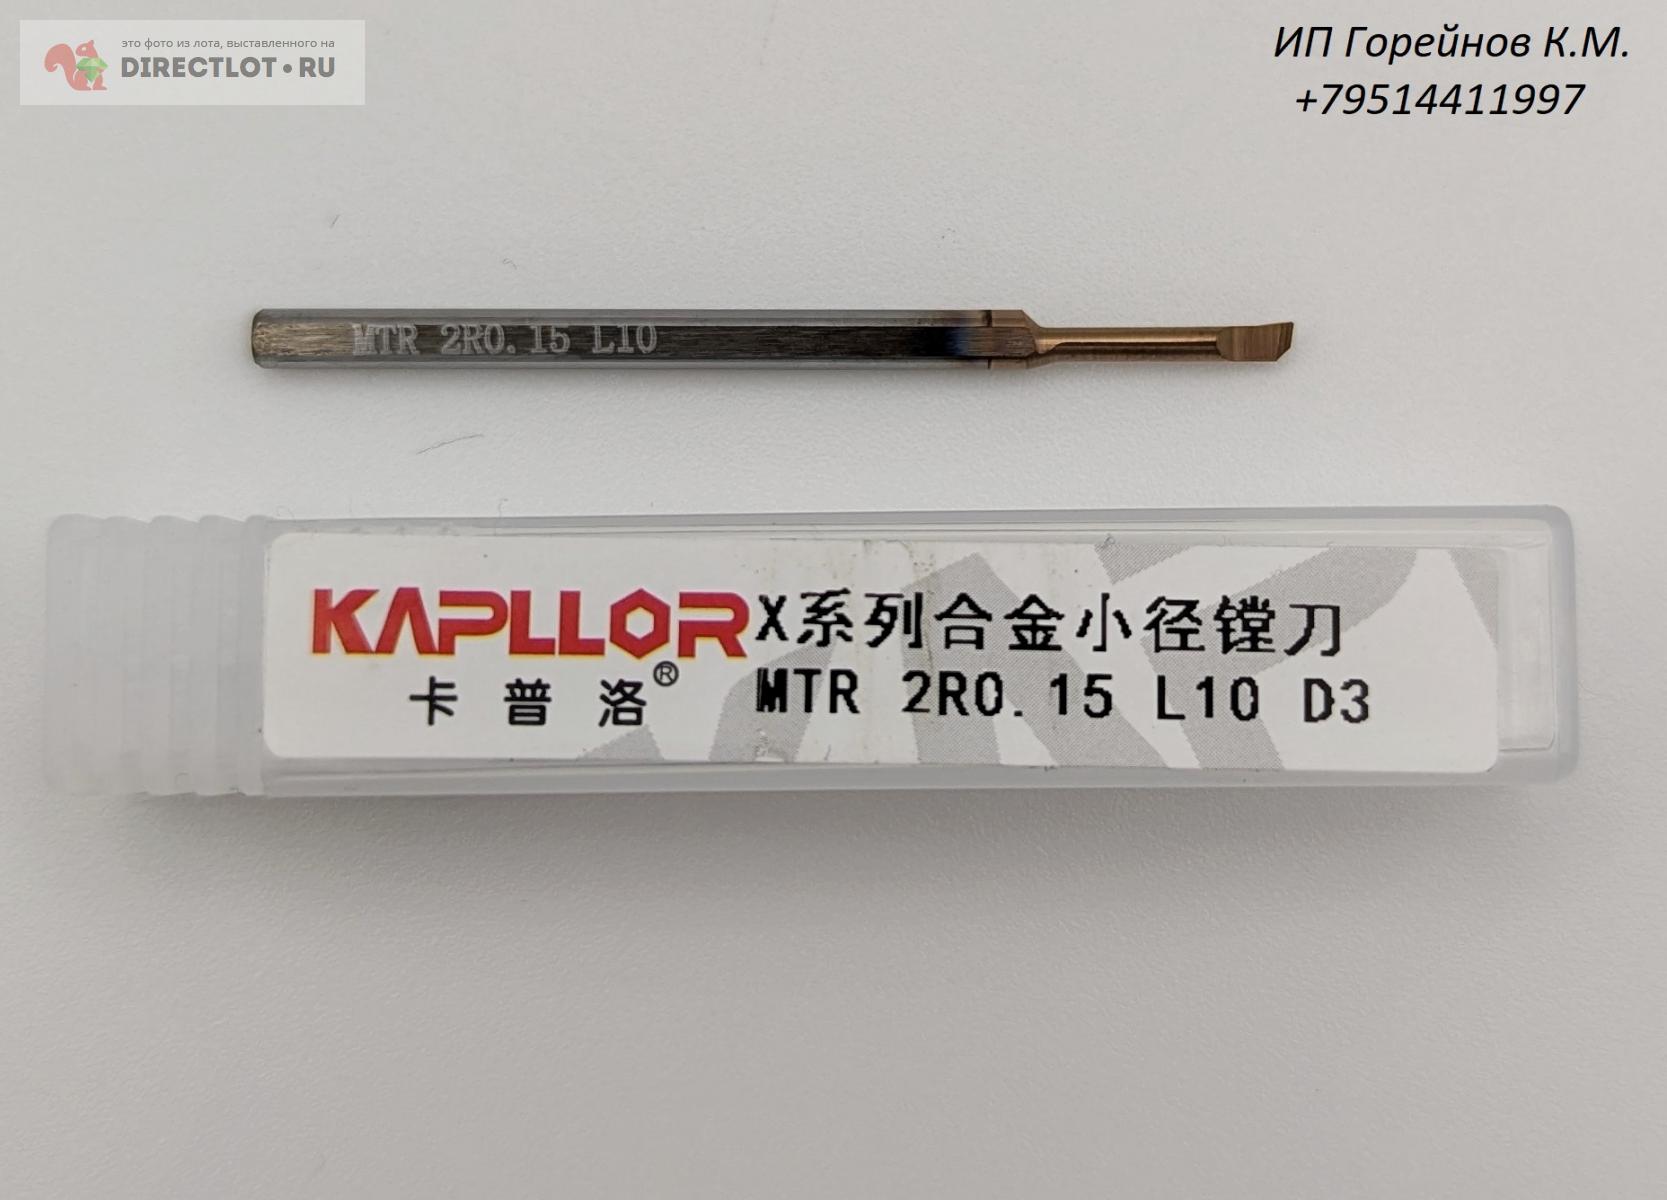 это фото из лота, выставленного на
DIRECTLOT•RU
ИП Горейнов К.М.
+79514411997
MTR 2R0.15 L10
KAPLLOR X系列合金小径镗刀
卡普洛® MTR 2R0.15 L10 D3